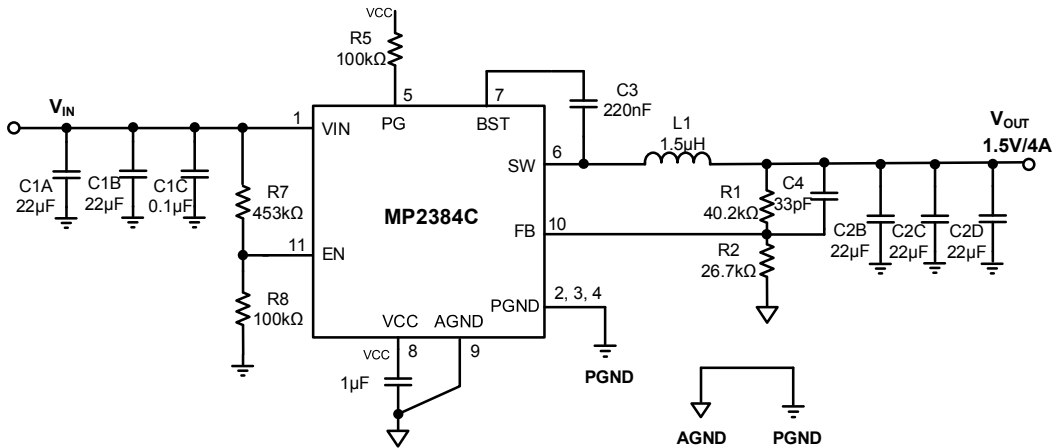 VCC
R5
100kΩ
5
7
C3
220nF
VIN
1
VIN
PG
BST
6
SW
L1
1.5μH
VOUT
1.5V/4A
C1A
22μF
C1B
22μF
C1C
0.1μF
R7
453kΩ
MP2384C
R1
40.2kΩ
C4
33pF
FB
10
11
EN
R2
26.7kΩ
C2B
22μF
C2C
22μF
C2D
22μF
R8
100kΩ
PGND
2, 3, 4
VCC
AGND
VCC
8
9
1μF
PGND
AGND
PGND